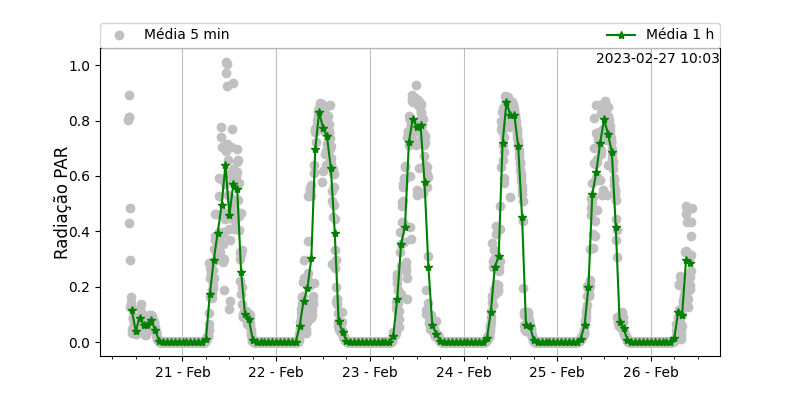 Média 5 min
Média 1 h
2023-02-27 10:03
Radiação PAR
1.0
0.8
0.6
0.4
0.2
0.0
21 - Feb
22 - Feb
23 - Feb
24 - Feb
25 - Feb
26 - Feb